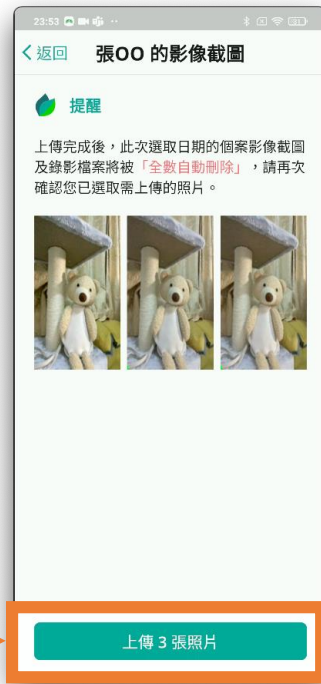 23:53
返回 張OO 的影像截圖
提醒
上傳完成後，此次選取日期的個案影像截圖
及錄影檔案將被「全數自動刪除」，請再次
確認您已選取需上傳的照片。
上傳 3 張照片